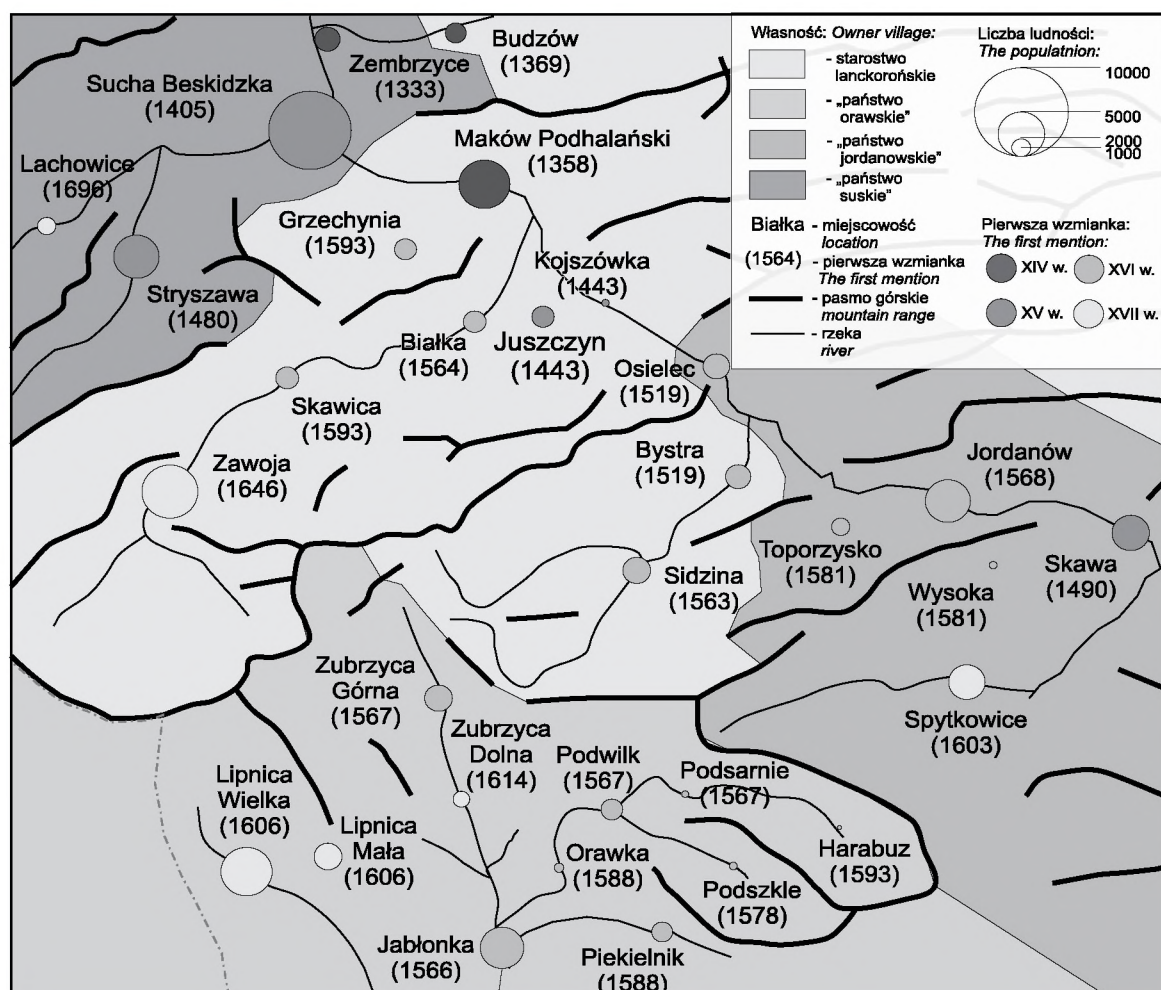 Budzów
(1369)
Zembrzyce
(1333)
Sucha Beskidzka
(1405)
Maków Podhalański
(1358)
Lachowice
(1696)
Grzechynia
(1593)
Kojszówka
(1443)
Stryszawa
(1480)
Białka
(1564)
Juszczyn
(1443)
Osielec
(1519)
Skawica
(1593)
Zawoja
(1646)
Bystra
(1519)
Jordanów
(1568)
Toporzysko
(1581)
Sidzina
(1563)
Wysoka
(1581)
Skawa
(1490)
Zubrzyca
Górna
(1567)
Spytkowice
(1603)
Zubrzyca
Dolna
(1614)
Podwilk
(1567)
Podsarnie
(1567)
Lipnica
Wielka
(1606)
Lipnica
Mała
(1606)
Orawka
(1588)
Harabuz
(1593)
Podszkle
(1578)
Jabłonka
(1566)
Piekielnik
(1588)
Własność: Owner village:
- starostwo
lanckorońskie
- „państwo
orawskie”
- „państwo
jordanowskie”
- „państwo
suskie”
Białka - miejscowość
location
(1564) - pierwsza wzmianka
The first mention
- pasmo górskie
mountain range
- rzeka
river
Liczba ludności:
The populatnion:
10000
5000
2000
1000
Pierwsza wzmianka:
The first mention:
XIV w. XVI w.
XV w. XVII w.